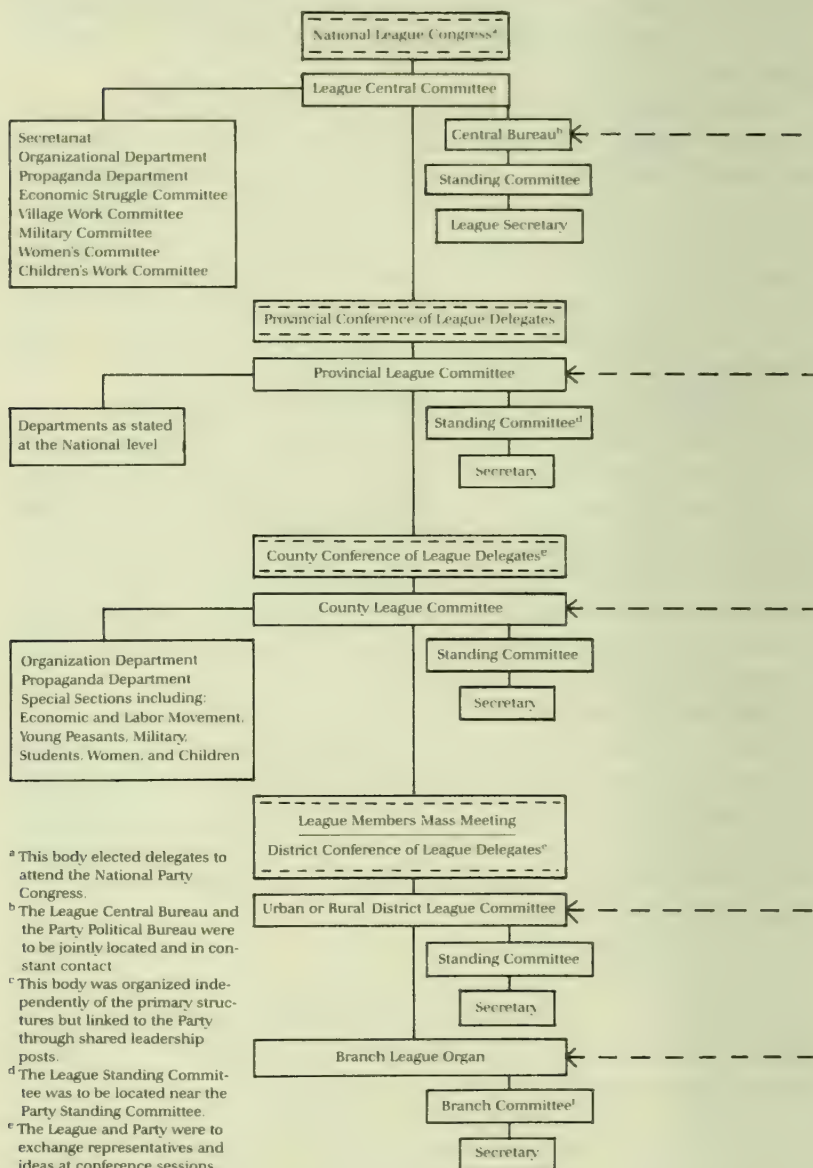 National League Congressᵃ
League Central Committee
Secretariat
Organizational Department
Propaganda Department
Economic Struggle Committee
Village Work Committee
Military Committee
Women's Committee
Children's Work Committee
Central Bureauᵇ
Standing Committee
League Secretary
Provincial Conference of League Delegates
Provincial League Committee
Departments as stated
at the National level
Standing Committeeᵈ
Secretary
County Conference of League Delegatesᵉ
County League Committee
Organization Department
Propaganda Department
Special Sections including:
Economic and Labor Movement,
Young Peasants, Military,
Students, Women, and Children
Standing Committee
Secretary
League Members Mass Meeting
District Conference of League Delegatesᵉ
Urban or Rural District League Committee
Standing Committee
Secretary
Branch League Organ
Branch Committeeᶠ
Secretary
ᵃ This body elected delegates to
attend the National Party
Congress.
ᵇ The League Central Bureau and
the Party Political Bureau were
to be jointly located and in con-
stant contact
ᶜ This body was organized inde-
pendently of the primary struc-
tures but linked to the Party
through shared leadership
posts.
ᵈ The League Standing Commit-
tee was to be located near the
Party Standing Committee.
ᵉ The League and Party were to
exchange representatives and
ideas at conference sessions